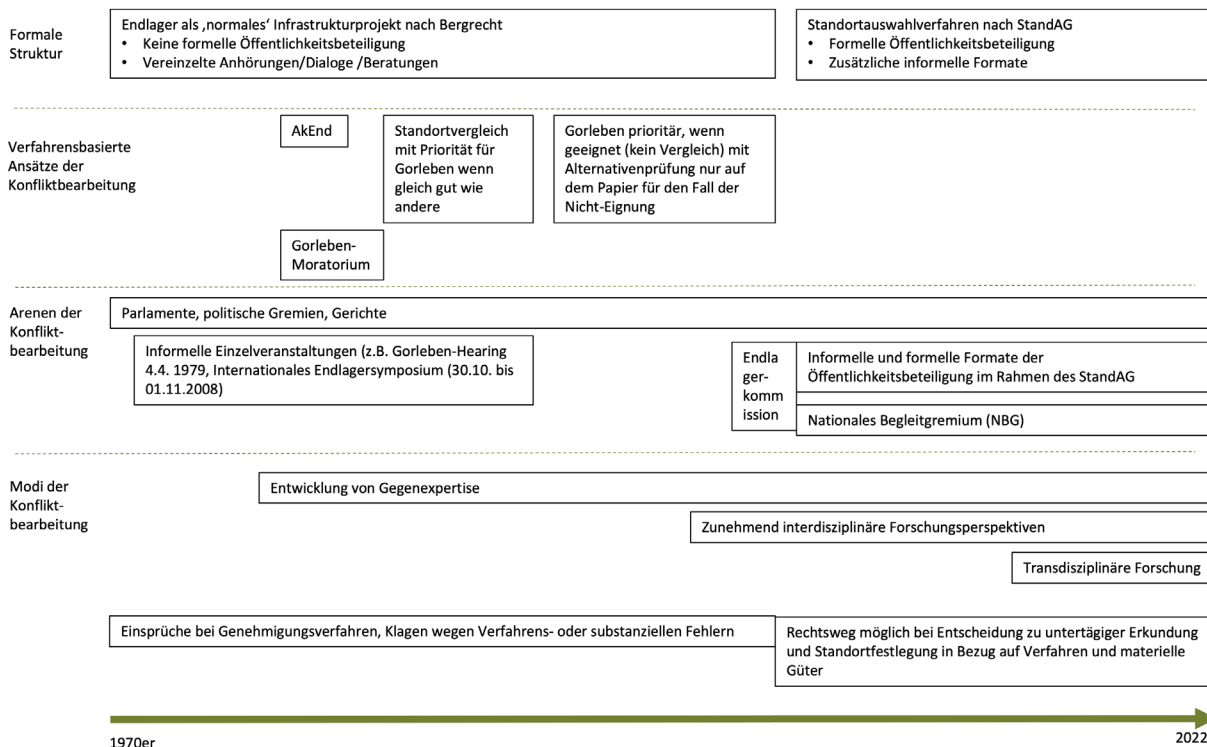 Formale
Struktur
Endlager als ‚normales‘ Infrastrukturprojekt nach Bergrecht
• Keine formelle Öffentlichkeitsbeteiligung
• Vereinzelte Anhörungen/Dialoge /Beratungen
Standortauswahlverfahren nach StandAG
• Formelle Öffentlichkeitsbeteiligung
• Zusätzliche informelle Formate
Verfahrensbasierte
Ansätze der
Konfliktbearbeitung
AkEnd
Gorleben-
Moratorium
Standortvergleich
mit Priorität für
Gorleben wenn
gleich gut wie
andere
Gorleben prioritär, wenn
geeignet (kein Vergleich) mit
Alternativenprüfung nur auf
dem Papier für den Fall der
Nicht-Eignung
Arenen der
Konflikt-
bearbeitung
Parlamente, politische Gremien, Gerichte
Informelle Einzelveranstaltungen (z.B. Gorleben-Hearing
4.4. 1979, Internationales Endlagersymposium (30.10. bis
01.11.2008)
Endla
ger-
komm
ission
Informelle und formelle Formate der
Öffentlichkeitsbeteiligung im Rahmen des StandAG
Nationales Begleitgremium (NBG)
Modi der
Konflikt-
bearbeitung
Entwicklung von Gegenexpertise
Zunehmend interdisziplinäre Forschungsperspektiven
Transdisziplinäre Forschung
Einsprüche bei Genehmigungsverfahren, Klagen wegen Verfahrens- oder substanziellen Fehlern
Rechtsweg möglich bei Entscheidung zu untertägiger Erkundung
und Standortfestlegung in Bezug auf Verfahren und materielle
Güter
1970er
2022